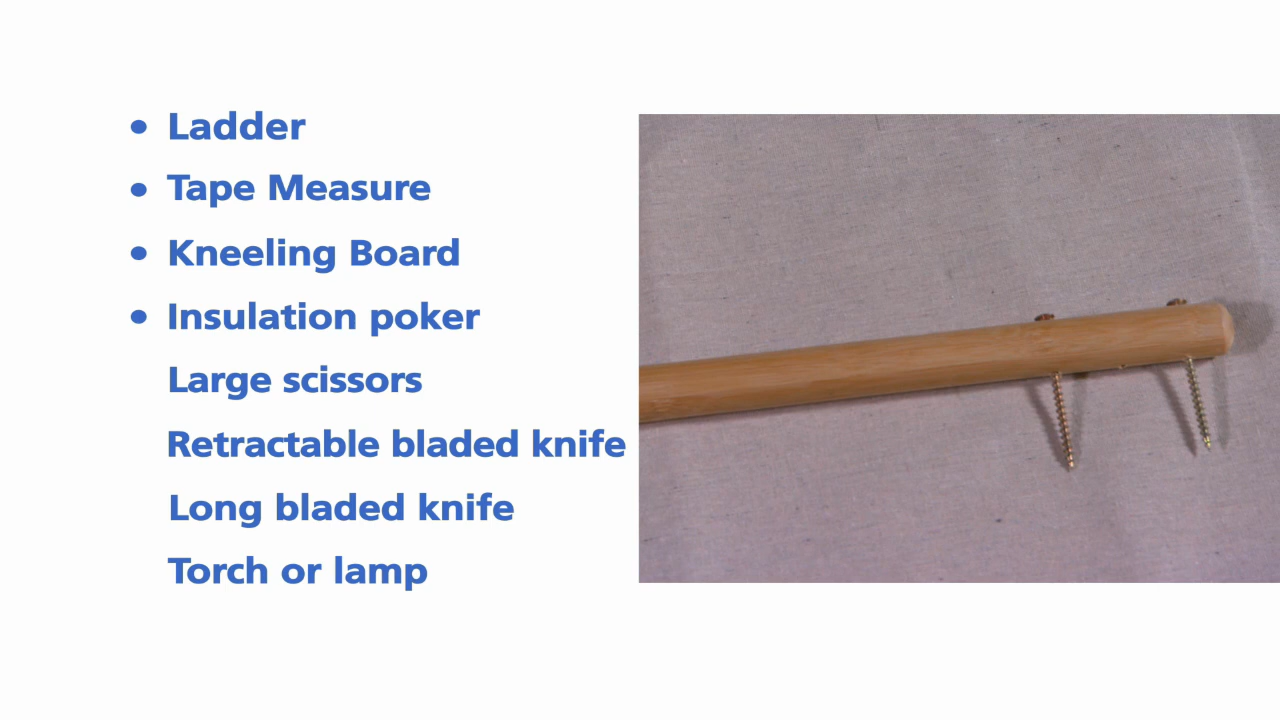 • Ladder
• Tape Measure
• Kneeling Board
• Insulation poker
Large scissors
Retractable bladed knife
Long bladed knife
Torch or lamp